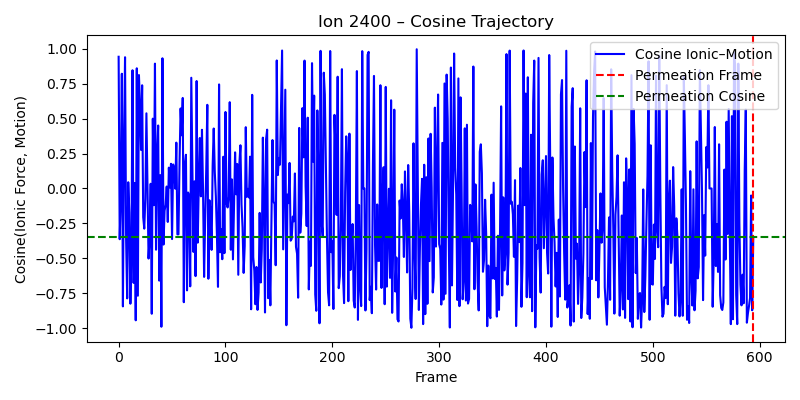 Ion 2400 – Cosine Trajectory
Cosine(Ionic Force, Motion)
1.00
0.75
0.50
0.25
0.00
−0.25
−0.50
−0.75
−1.00
Cosine Ionic–Motion
Permeation Frame
Permeation Cosine
0
100
200
300
400
500
600
Frame